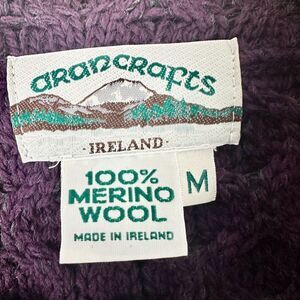 arancrafts
·IRELAND·
100%
MERINO
WOOL
MADE IN IRELAND
M